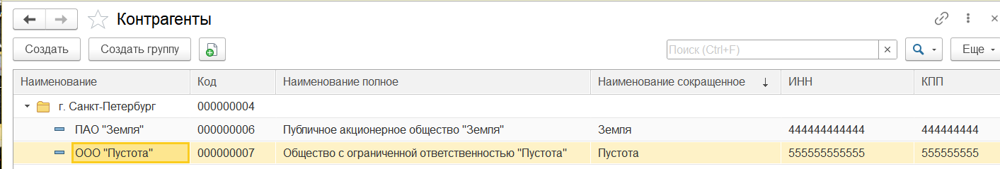 Контрагенты
Создать Создать группу Поиск (Ctrl+F) Еще
Наименование Код Наименование полное Наименование сокращенное ИНН КПП
г. Санкт-Петербург 000000004
ПАО "Земля" 000000006 Публичное акционерное общество "Земля" Земля 444444444444 444444444
ООО "Пустота" 000000007 Общество с ограниченной ответственностью "Пустота" Пустота 555555555555 555555555